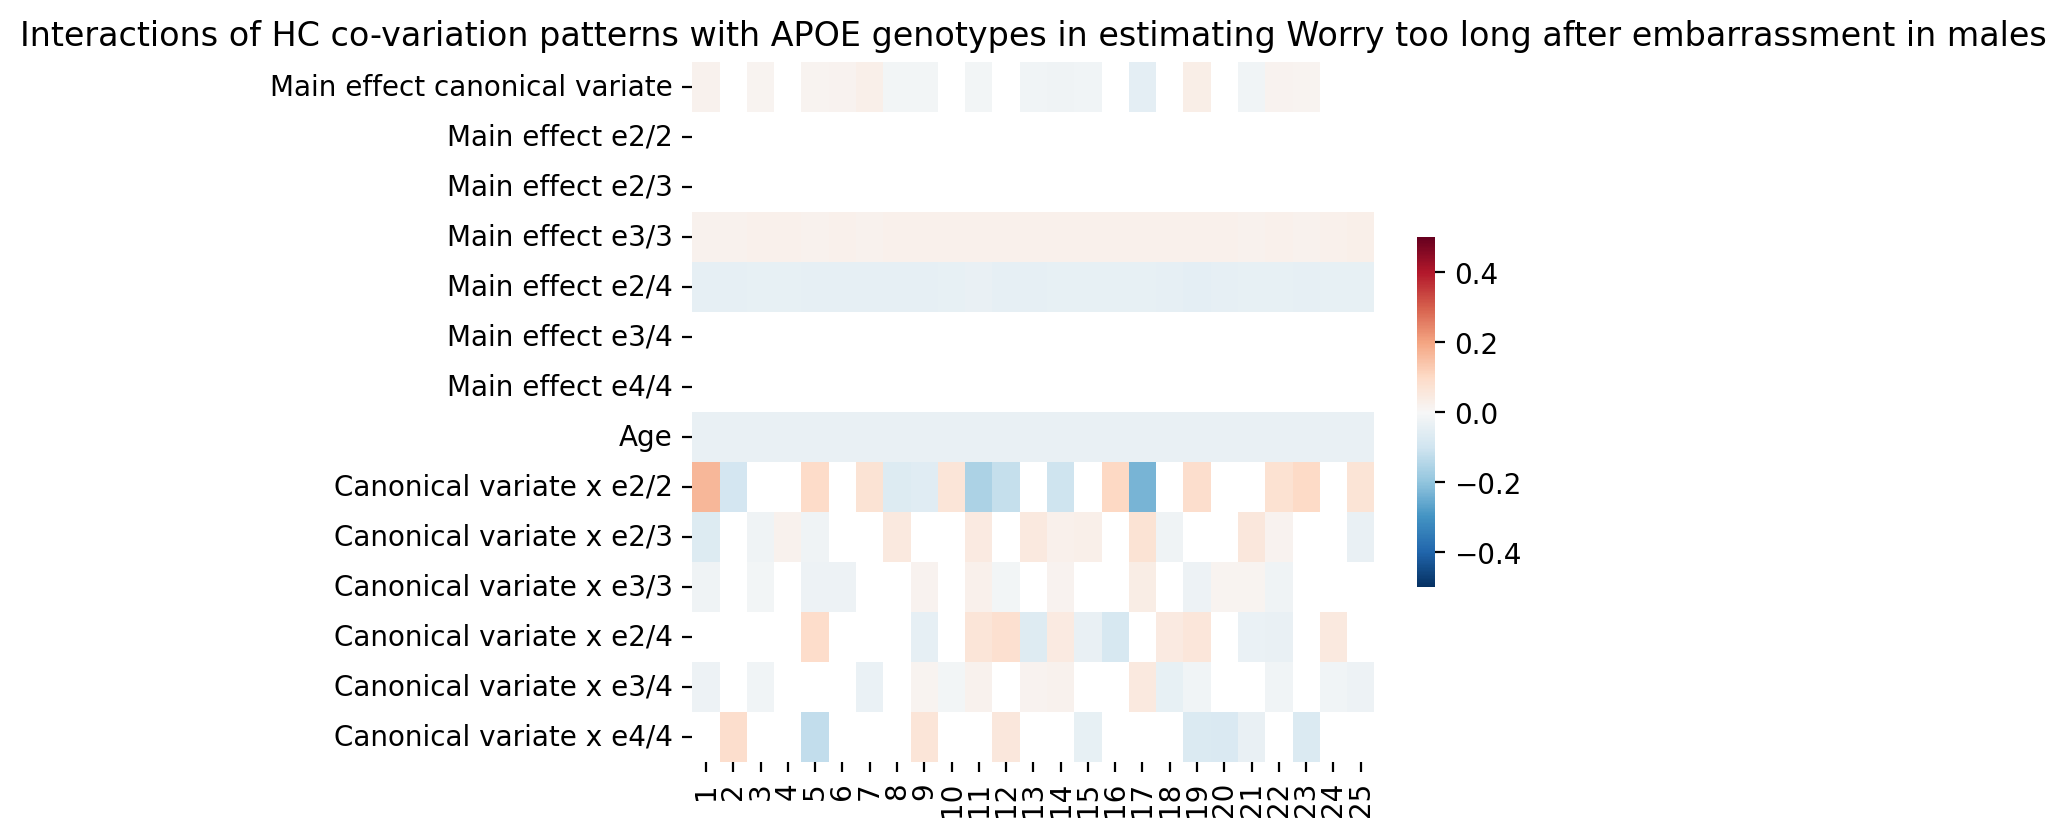 Interactions of HC co-variation patterns with APOE genotypes in estimating Worry too long after embarrassment in males
Main effect canonical variate
Main effect e2/2
Main effect e2/3
Main effect e3/3
Main effect e2/4
Main effect e3/4
Main effect e4/4
Age
Canonical variate x e2/2
Canonical variate x e2/3
Canonical variate x e3/3
Canonical variate x e2/4
Canonical variate x e3/4
Canonical variate x e4/4
1 2 3 4 5 6 7 8 9 10 11 12 13 14 15 16 17 18 19 20 21 22 23 24 25
0.4
0.2
0.0
−0.2
−0.4